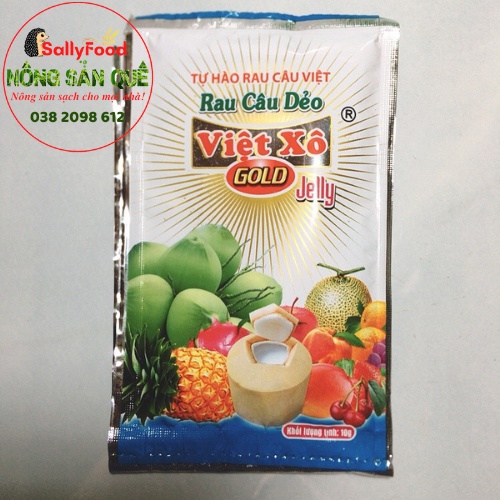 SallyFood
NÔNG SẢN QUÊ
Nông sản sạch cho mọi nhà!
038 2098 612
TỰ HÀO RAU CÂU VIỆT
Rau Câu Dẻo
®
Việt Xô
GOLD
Jelly
Khối lượng tịnh: 10g